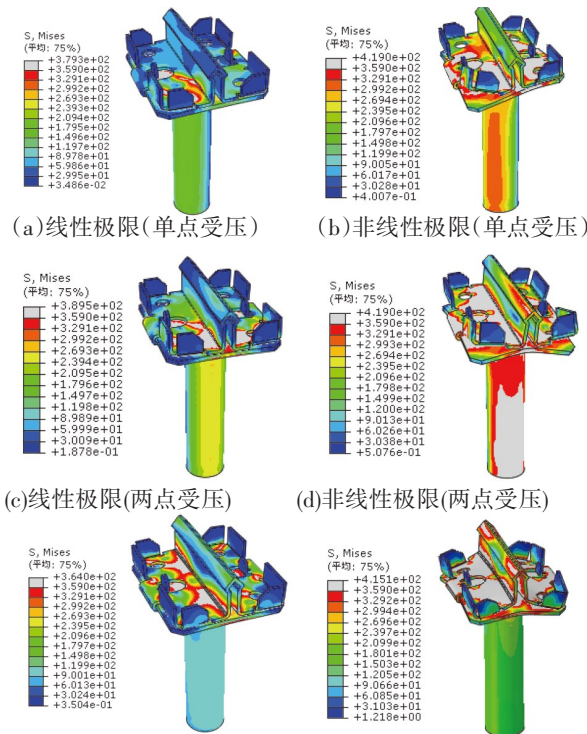 S, Mises
(平均: 75%)
+3.793e+02
+3.590e+02
+3.291e+02
+2.992e+02
+2.693e+02
+2.393e+02
+2.094e+02
+1.795e+02
+1.496e+02
+1.197e+02
+8.978e+01
+5.986e+01
+2.995e+01
+3.486e-02
S, Mises
(平均: 75%)
+4.190e+02
+3.590e+02
+3.291e+02
+2.992e+02
+2.694e+02
+2.395e+02
+2.096e+02
+1.797e+02
+1.498e+02
+1.199e+02
+9.005e+01
+6.017e+01
+3.028e+01
+4.007e-01
(a)线性极限(单点受压)
(b)非线性极限(单点受压)
S, Mises
(平均: 75%)
+3.895e+02
+3.590e+02
+3.291e+02
+2.992e+02
+2.693e+02
+2.394e+02
+2.095e+02
+1.796e+02
+1.497e+02
+1.198e+02
+8.989e+01
+5.999e+01
+3.009e+01
+1.878e-01
S, Mises
(平均: 75%)
+4.190e+02
+3.590e+02
+3.291e+02
+2.993e+02
+2.694e+02
+2.395e+02
+2.096e+02
+1.798e+02
+1.499e+02
+1.200e+02
+9.013e+01
+6.026e+01
+3.038e+01
+5.076e-01
(c)线性极限(两点受压)
(d)非线性极限(两点受压)
S, Mises
(平均: 75%)
+3.640e+02
+3.590e+02
+3.291e+02
+2.992e+02
+2.693e+02
+2.395e+02
+2.096e+02
+1.797e+02
+1.498e+02
+1.199e+02
+9.001e+01
+6.013e+01
+3.024e+01
+3.504e-01
S, Mises
(平均: 75%)
+4.151e+02
+3.590e+02
+3.292e+02
+2.994e+02
+2.696e+02
+2.397e+02
+2.099e+02
+1.801e+02
+1.503e+02
+1.205e+02
+9.066e+01
+6.085e+01
+3.103e+01
+1.218e+00